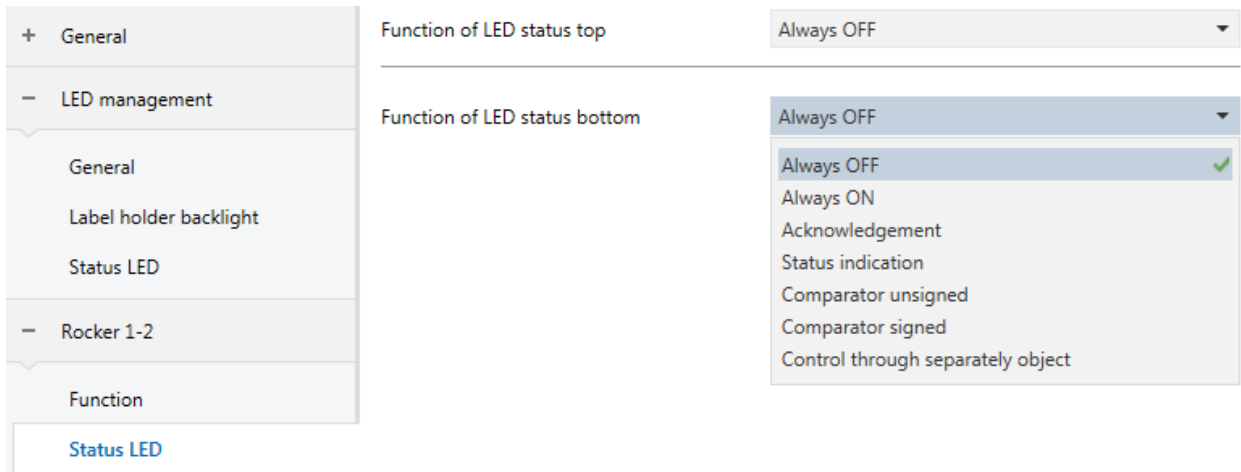 General
LED management
General
Label holder backlight
Status LED
Rocker 1-2
Function
Status LED
Function of LED status top
Always OFF
Function of LED status bottom
Always OFF
Always OFF
Always ON
Acknowledgement
Status indication
Comparator unsigned
Comparator signed
Control through separately object